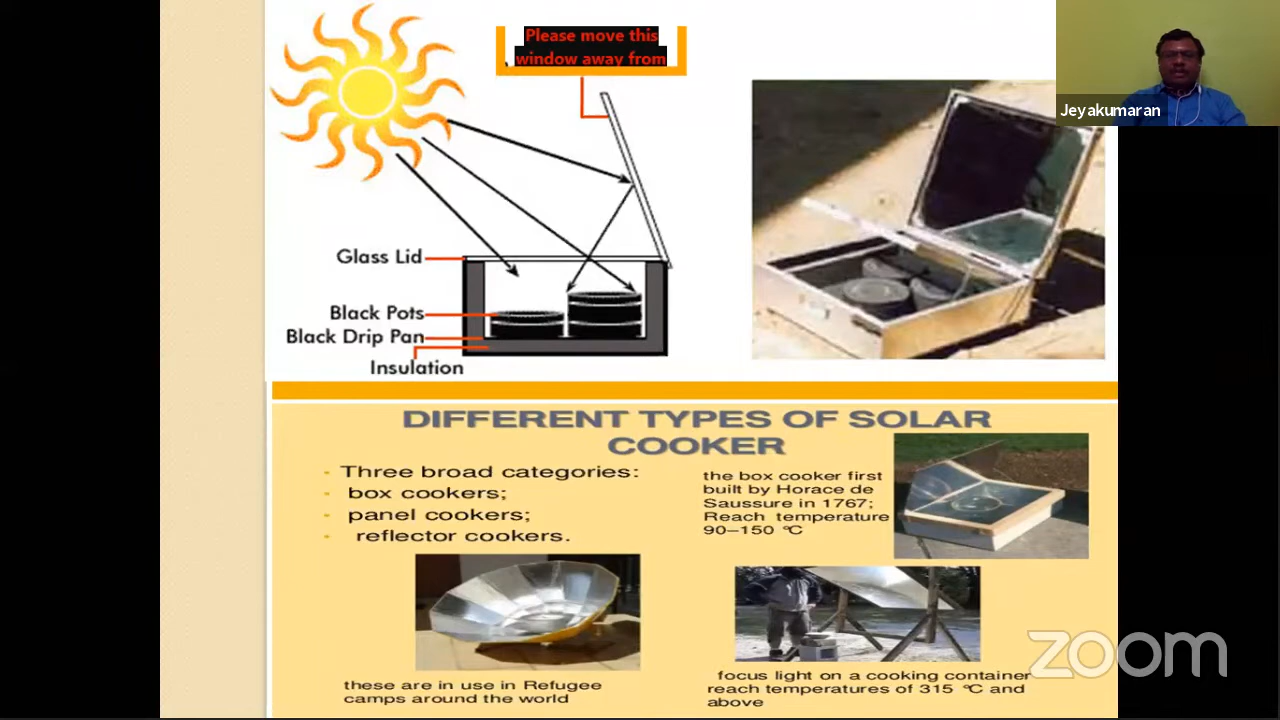 Please move this
window away from
Jeyakumaran
Glass Lid
Black Pots
Black Drip Pan
Insulation
DIFFERENT TYPES OF SOLAR
COOKER
• Three broad categories:
• box cookers;
• panel cookers;
• reflector cookers.
the box cooker first
built by Horace de
Saussure in 1767;
Reach temperature
90–150 °C
these are in use in Refugee
camps around the world
focus light on a cooking container
reach temperatures of 315 °C and
above
zoom